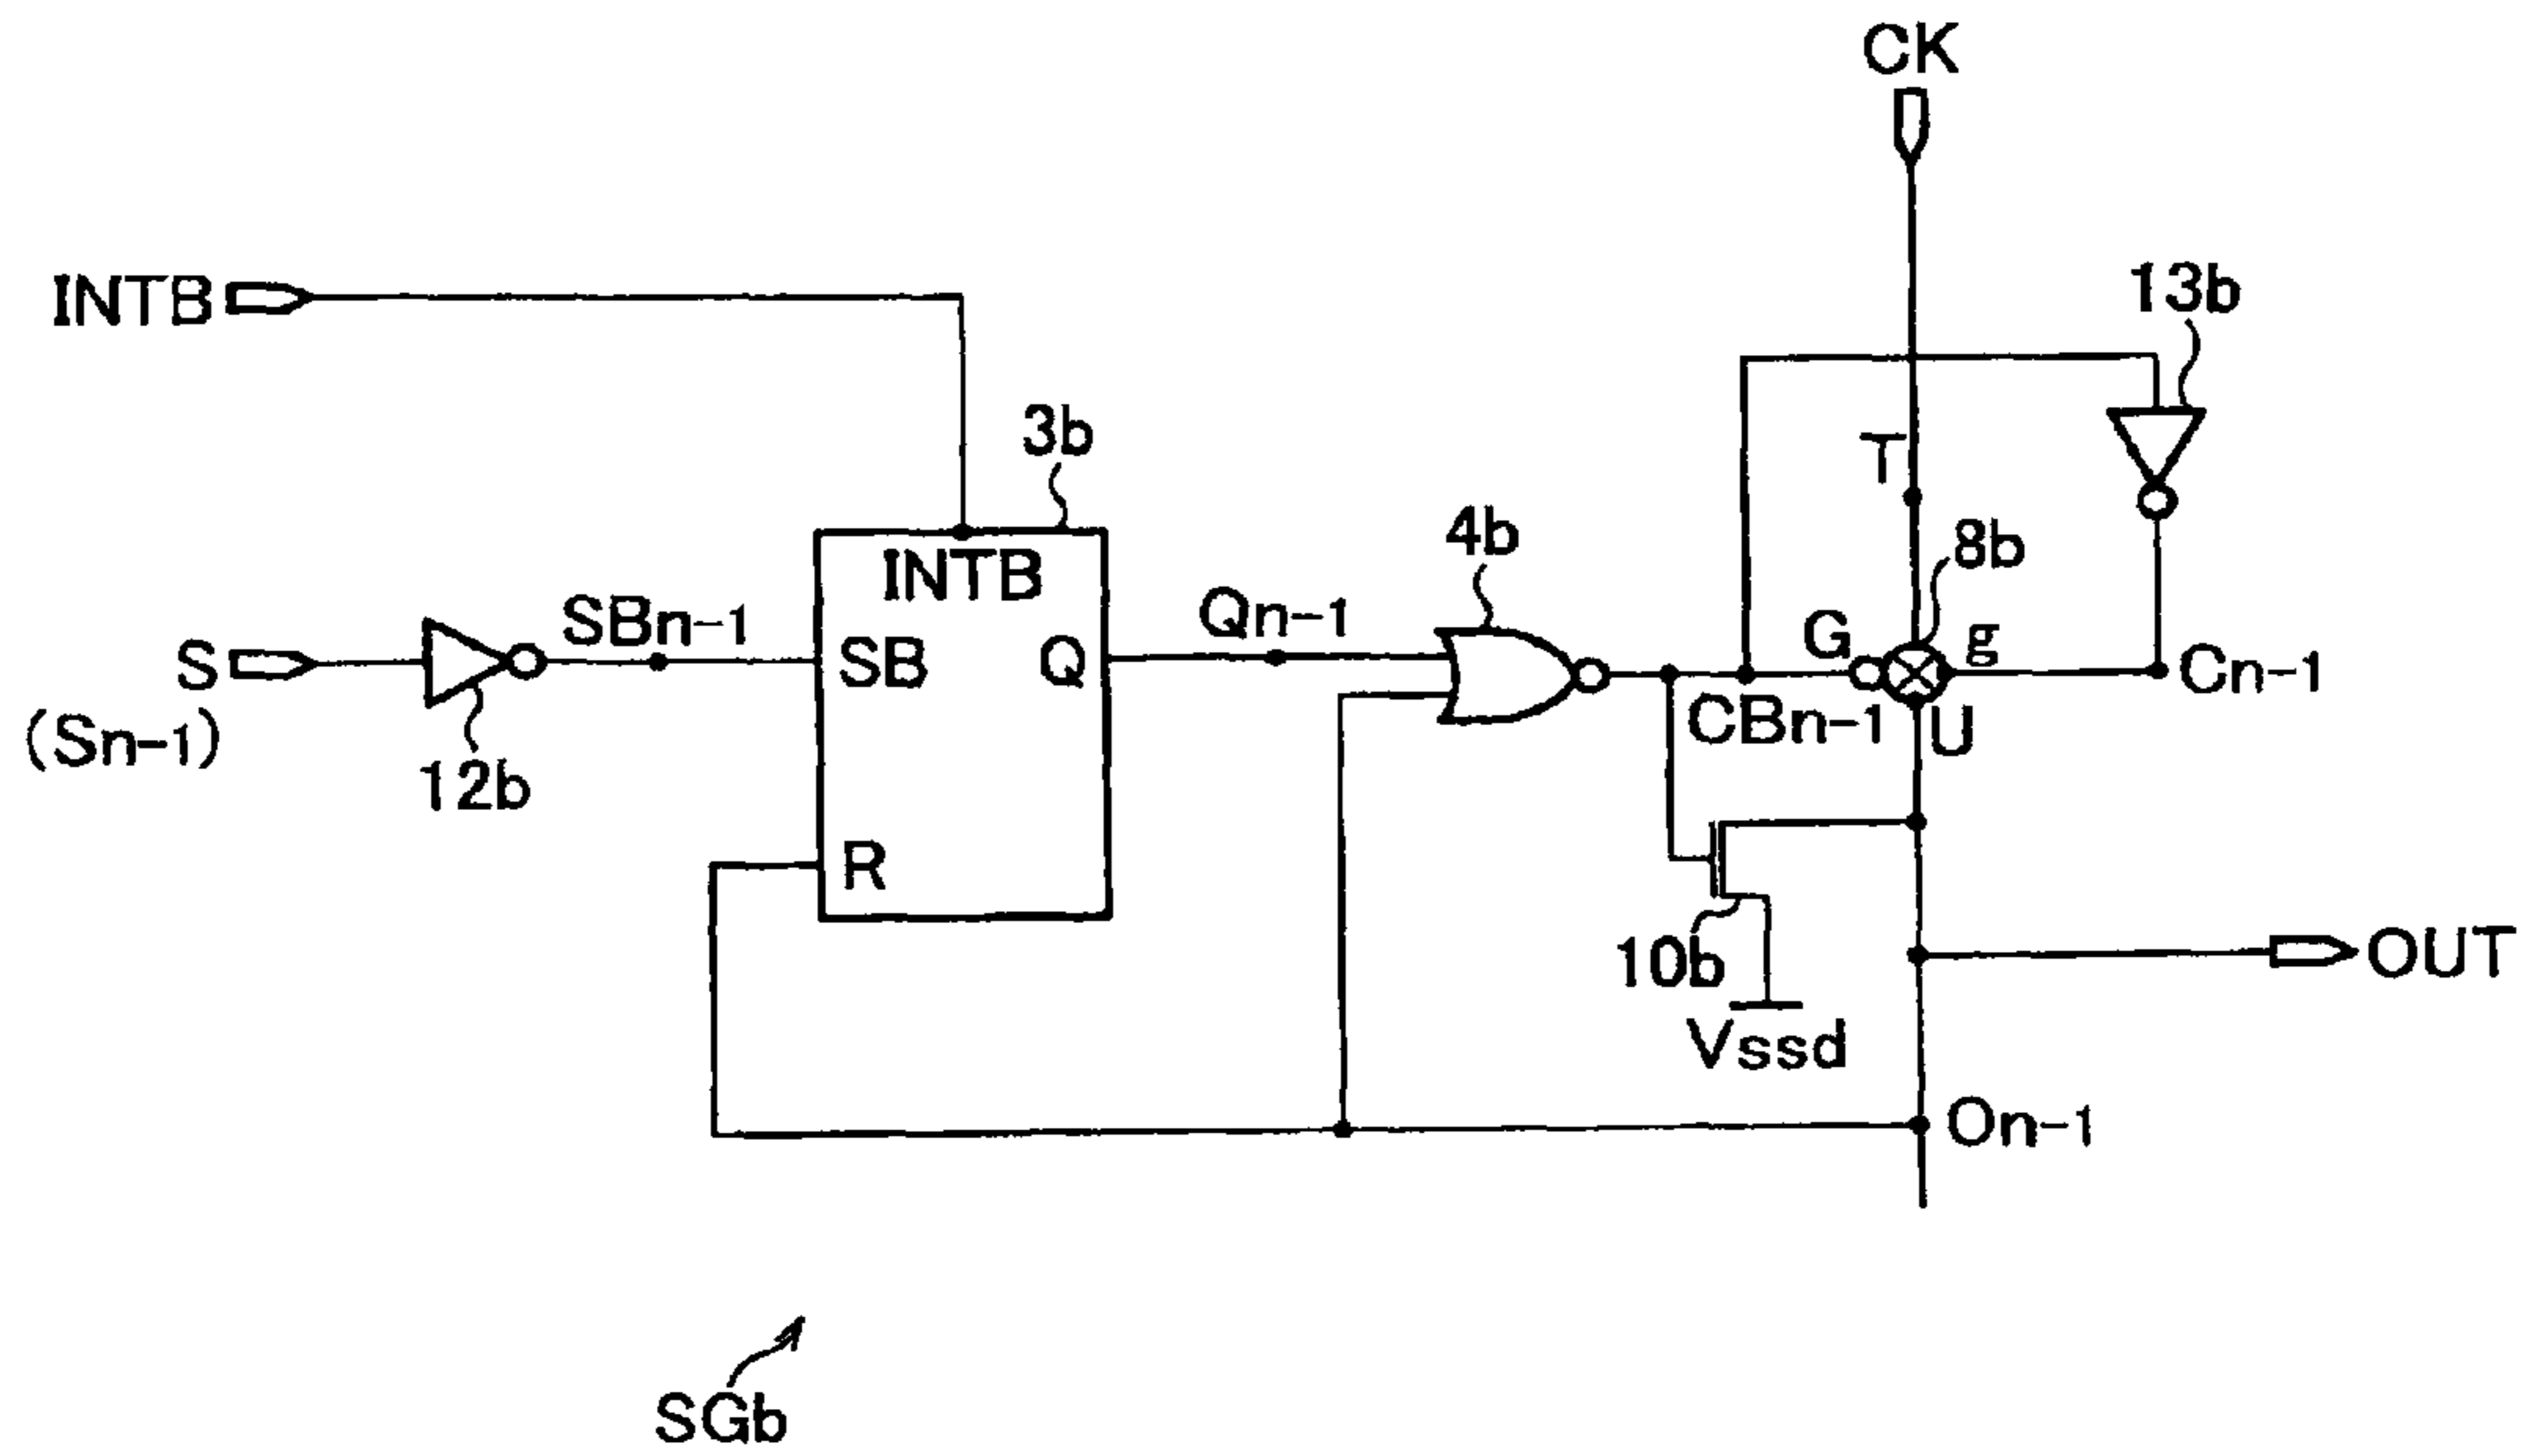 CK
INTB
13b
3b
T
4b
8b
INTB
SBn-1
Qn-1
G
g
S
SB
Q
Cn-1
(Sn-1)
CBn-1
U
12b
R
10b
OUT
Vssd
On-1
SGb